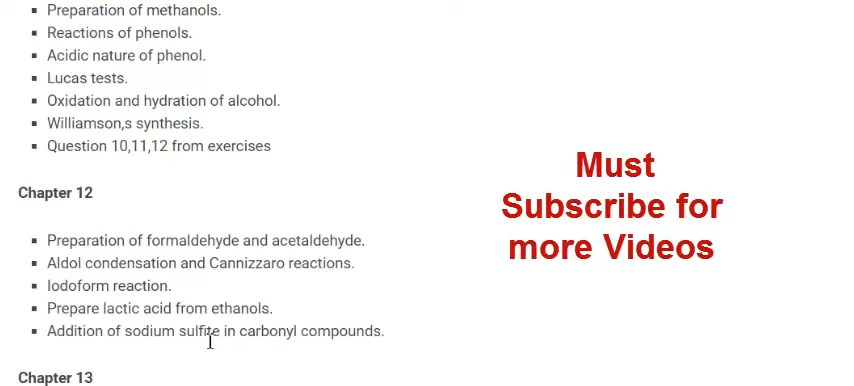 Preparation of methanols.
Reactions of phenols.
Acidic nature of phenol.
Lucas tests.
Oxidation and hydration of alcohol.
Williamson,s synthesis.
Question 10,11,12 from exercises
Chapter 12
Preparation of formaldehyde and acetaldehyde.
Aldol condensation and Cannizzaro reactions.
Iodoform reaction.
Prepare lactic acid from ethanols.
Addition of sodium sulfite in carbonyl compounds.
Chapter 13
Must
Subscribe for
more Videos